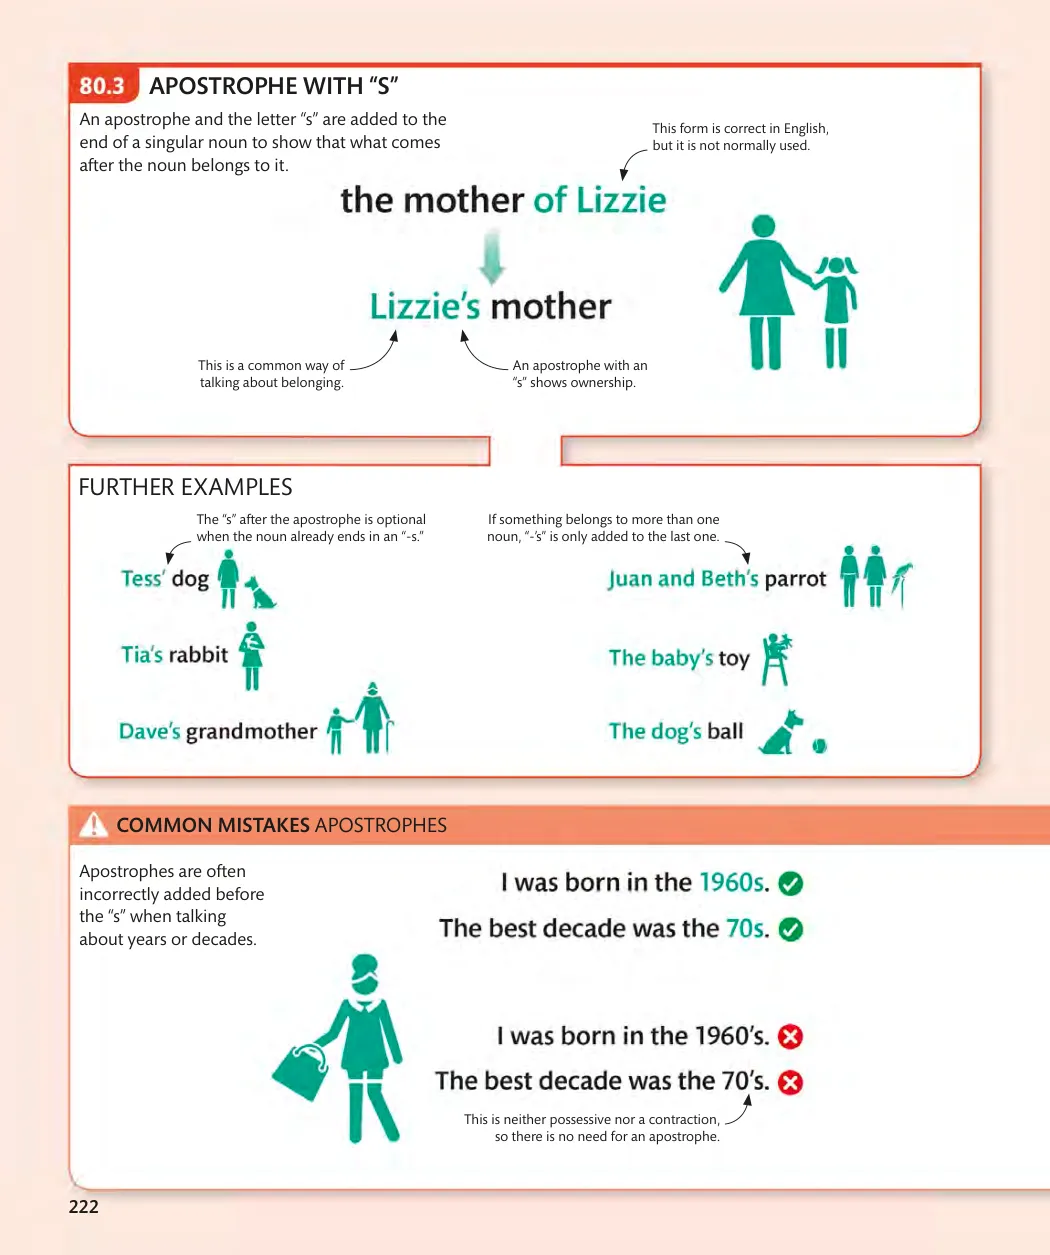 80.3 APOSTROPHE WITH “S”
An apostrophe and the letter “s” are added to the
end of a singular noun to show that what comes
after the noun belongs to it.
This form is correct in English,
but it is not normally used.
the mother of Lizzie
Lizzie’s mother
This is a common way of
talking about belonging.
An apostrophe with an
“s” shows ownership.
FURTHER EXAMPLES
The “s” after the apostrophe is optional
when the noun already ends in an “-s.”
Tess’ dog
Tia’s rabbit
Dave’s grandmother
If something belongs to more than one
noun, “-’s” is only added to the last one.
Juan and Beth’s parrot
The baby’s toy
The dog’s ball
COMMON MISTAKES APOSTROPHES
Apostrophes are often
incorrectly added before
the “s” when talking
about years or decades.
I was born in the 1960s.
The best decade was the 70s.
I was born in the 1960’s.
The best decade was the 70’s.
This is neither possessive nor a contraction,
so there is no need for an apostrophe.
222